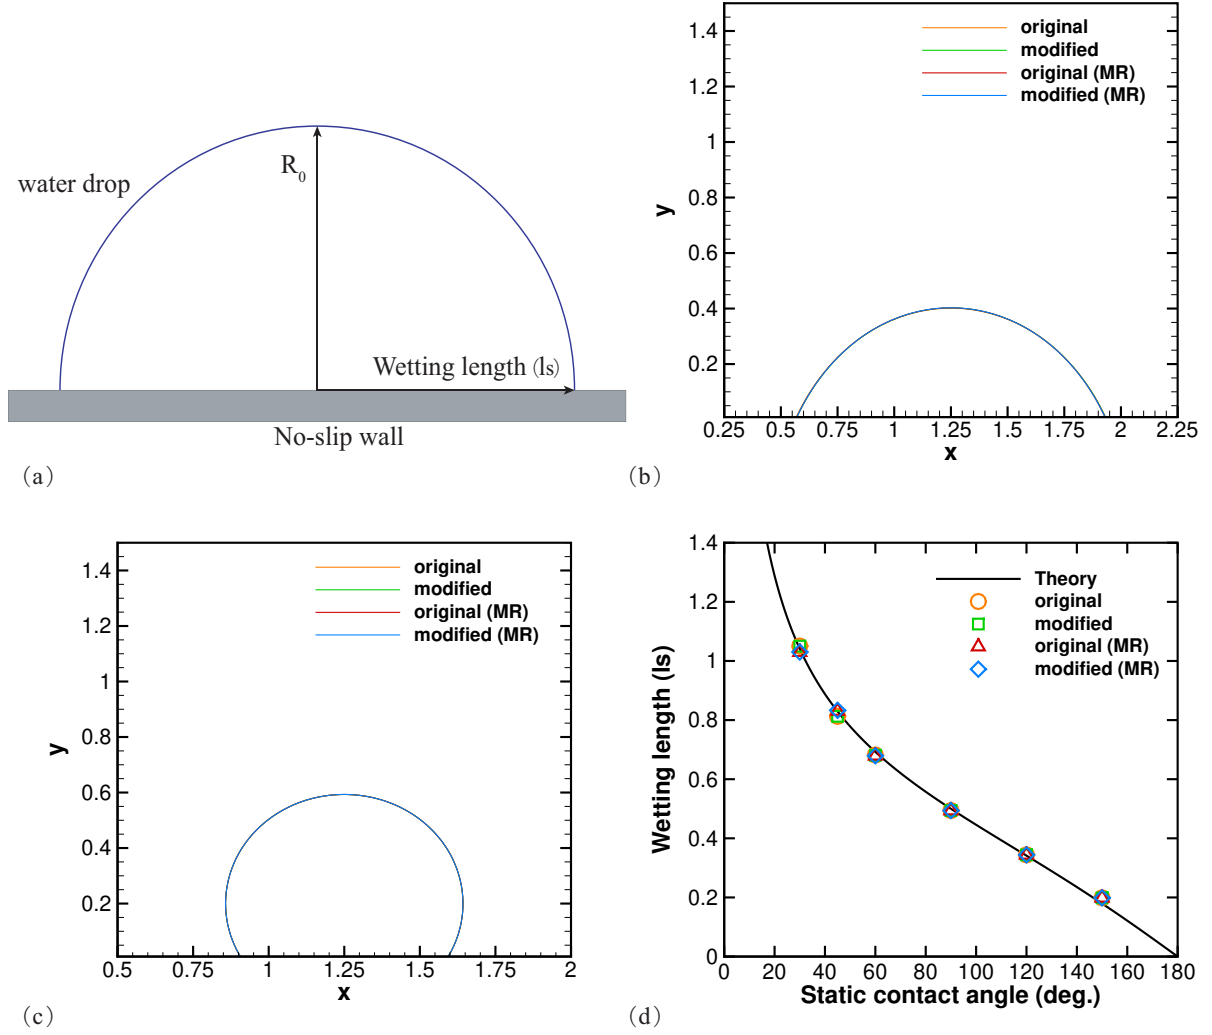 water drop
R0
Wetting length (ls)
No-slip wall
(a)
original
modified
original (MR)
modified (MR)
1.4
1.2
1
0.8
0.6
0.4
0.2
y
0.25 0.5 0.75 1 1.25 1.5 1.75 2 2.25
x
(b)
original
modified
original (MR)
modified (MR)
1.4
1.2
1
0.8
0.6
0.4
0.2
y
0.5 0.75 1 1.25 1.5 1.75 2
x
(c)
Theory
original
modified
original (MR)
modified (MR)
1.4
1.2
1
0.8
0.6
0.4
0.2
0
Wetting length (ls)
0 20 40 60 80 100 120 140 160 180
Static contact angle (deg.)
(d)